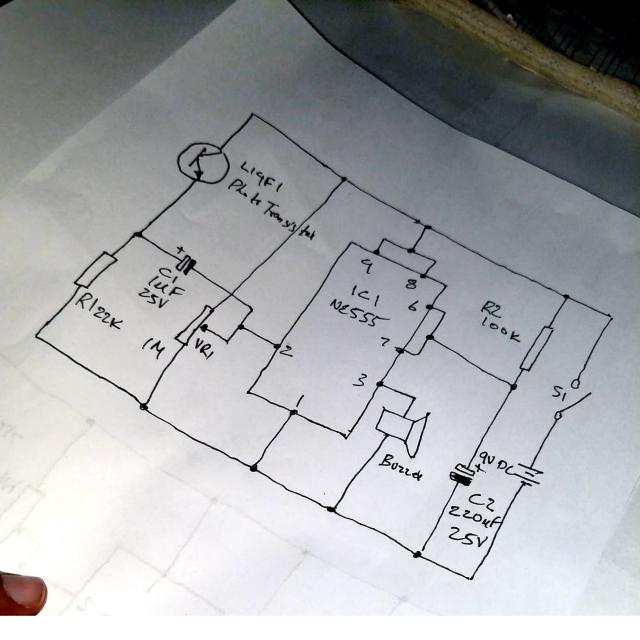 L14F1
Photo Transistor
+
C1
1uF
25V
R1 22K
1M
VR1
9
8
IC1
NE555
6
7
2
3
1
R2
100K
S1
Buzzer
9V DC
+
C2
220uF
25V